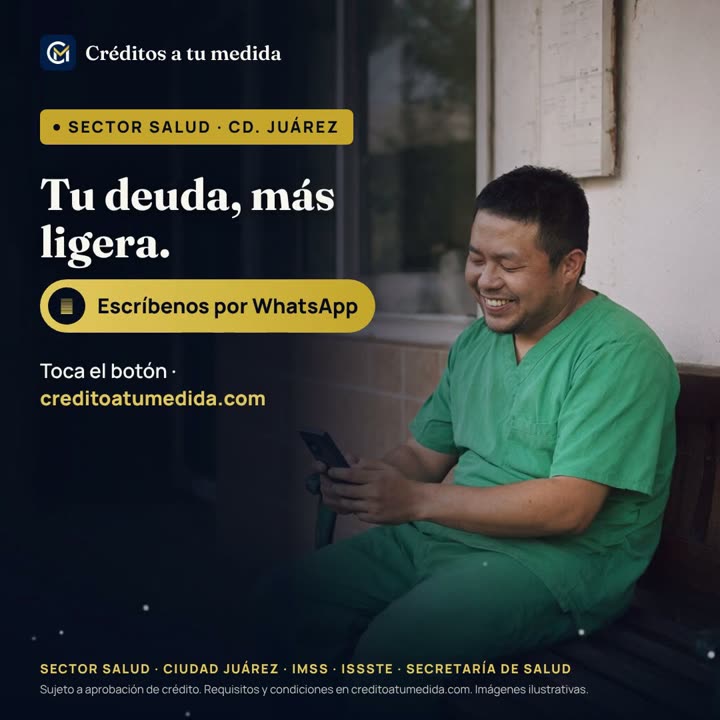 Créditos a tu medida
• SECTOR SALUD · CD. JUÁREZ
Tu deuda, más
ligera.
Escríbenos por WhatsApp
Toca el botón ·
creditoatumedida.com
SECTOR SALUD · CIUDAD JUÁREZ · IMSS · ISSSTE · SECRETARÍA DE SALUD
Sujeto a aprobación de crédito. Requisitos y condiciones en creditoatumedida.com. Imágenes ilustrativas.